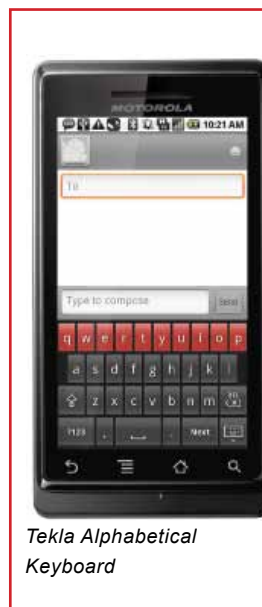 MOTOROLA
10:21 AM
To
Type to compose
Send
q w e r t y u i o p
a s d f g h j k l
z x c v b n m
?123 , . Next
Tekla Alphabetical
Keyboard